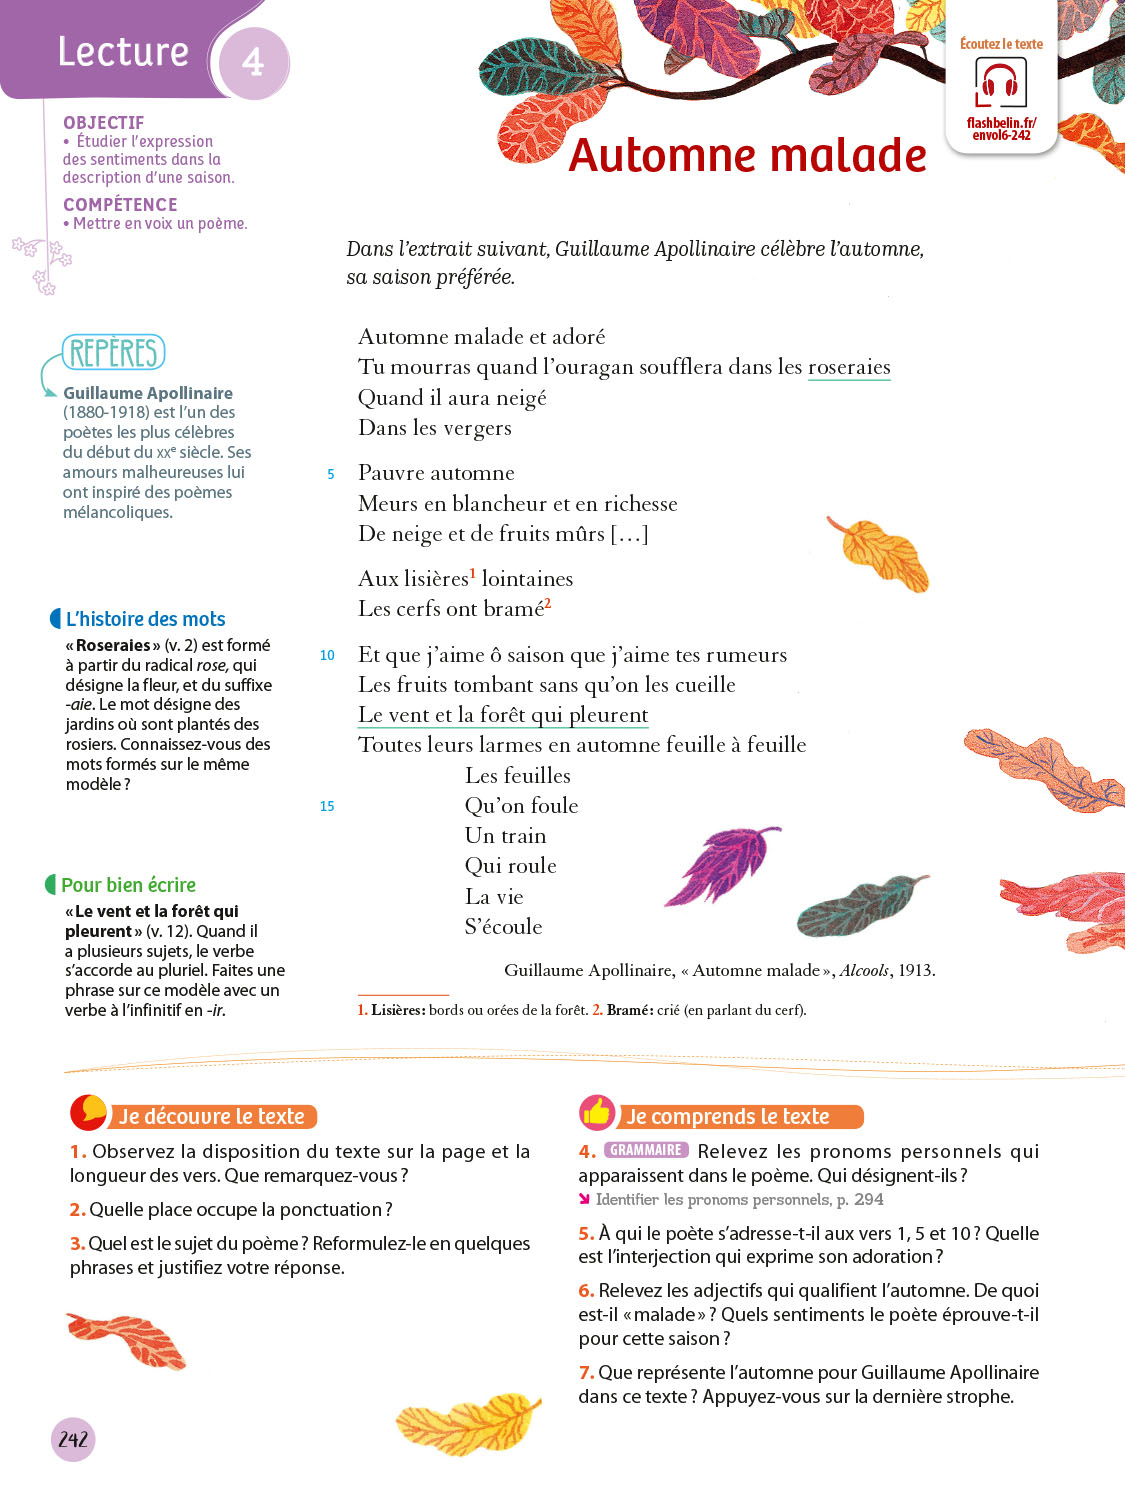 Lecture 4
OBJECTIF
• Étudier l'expression
des sentiments dans la
description d'une saison.
COMPÉTENCE
• Mettre en voix un poème.
Écoutez le texte
flashbelin.fr/
envol6-242
Automne malade
Dans l'extrait suivant, Guillaume Apollinaire célèbre l'automne,
sa saison préférée.
REPÈRES
Guillaume Apollinaire
(1880-1918) est l'un des
poètes les plus célèbres
du début du XXe siècle. Ses
amours malheureuses lui
ont inspiré des poèmes
mélancoliques.
L'histoire des mots
« Roseraies » (v. 2) est formé
à partir du radical rose, qui
désigne la fleur, et du suffixe
-aie. Le mot désigne des
jardins où sont plantés des
rosiers. Connaissez-vous des
mots formés sur le même
modèle ?
Pour bien écrire
« Le vent et la forêt qui
pleurent » (v. 12). Quand il
a plusieurs sujets, le verbe
s'accorde au pluriel. Faites une
phrase sur ce modèle avec un
verbe à l'infinitif en -ir.
Automne malade et adoré
Tu mourras quand l'ouragan soufflera dans les roseraies
Quand il aura neigé
Dans les vergers
5 Pauvre automne
Meurs en blancheur et en richesse
De neige et de fruits mûrs […]
Aux lisières1 lointaines
Les cerfs ont bramé2
10 Et que j'aime ô saison que j'aime tes rumeurs
Les fruits tombant sans qu'on les cueille
Le vent et la forêt qui pleurent
Toutes leurs larmes en automne feuille à feuille
Les feuilles
15 Qu'on foule
Un train
Qui roule
La vie
S'écoule
Guillaume Apollinaire, « Automne malade », Alcools, 1913.
1. Lisières : bords ou orées de la forêt. 2. Bramé : crié (en parlant du cerf).
Je découvre le texte
1. Observez la disposition du texte sur la page et la
longueur des vers. Que remarquez-vous ?
2. Quelle place occupe la ponctuation ?
3. Quel est le sujet du poème ? Reformulez-le en quelques
phrases et justifiez votre réponse.
Je comprends le texte
4. GRAMMAIRE Relevez les pronoms personnels qui
apparaissent dans le poème. Qui désignent-ils ?
Identifier les pronoms personnels, p. 294
5. À qui le poète s'adresse-t-il aux vers 1, 5 et 10 ? Quelle
est l'interjection qui exprime son adoration ?
6. Relevez les adjectifs qui qualifient l'automne. De quoi
est-il « malade » ? Quels sentiments le poète éprouve-t-il
pour cette saison ?
7. Que représente l'automne pour Guillaume Apollinaire
dans ce texte ? Appuyez-vous sur la dernière strophe.
242